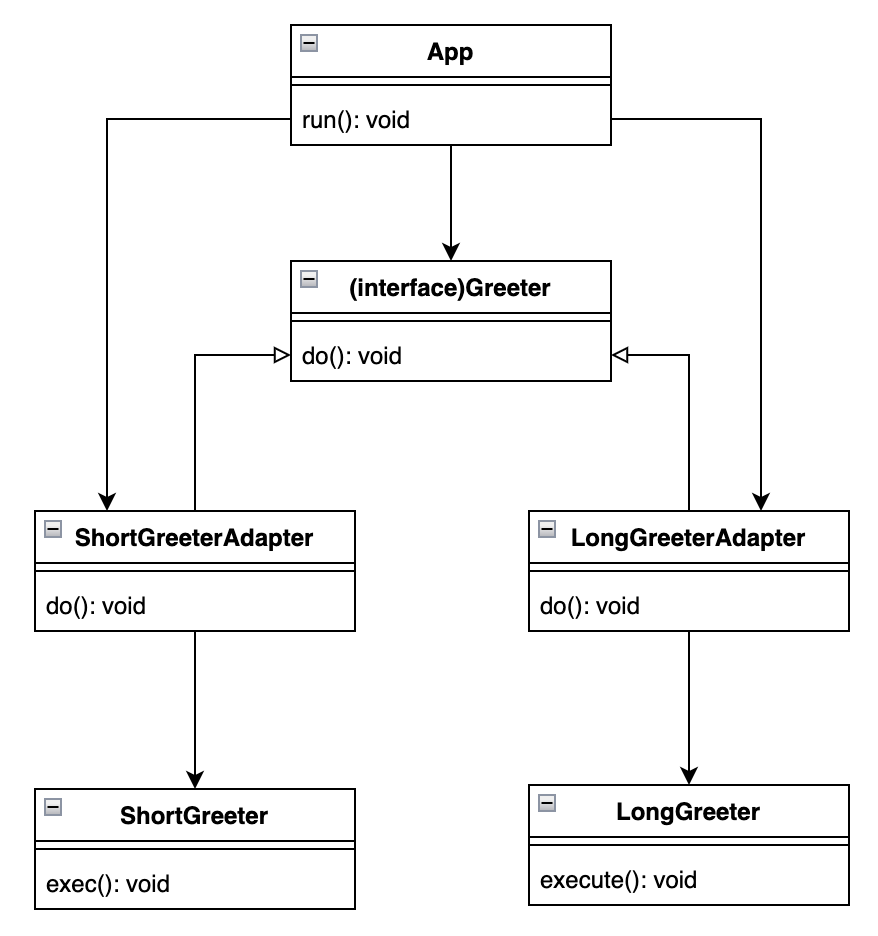 App
run(): void
(interface)Greeter
do(): void
ShortGreeterAdapter
do(): void
LongGreeterAdapter
do(): void
ShortGreeter
exec(): void
LongGreeter
execute(): void